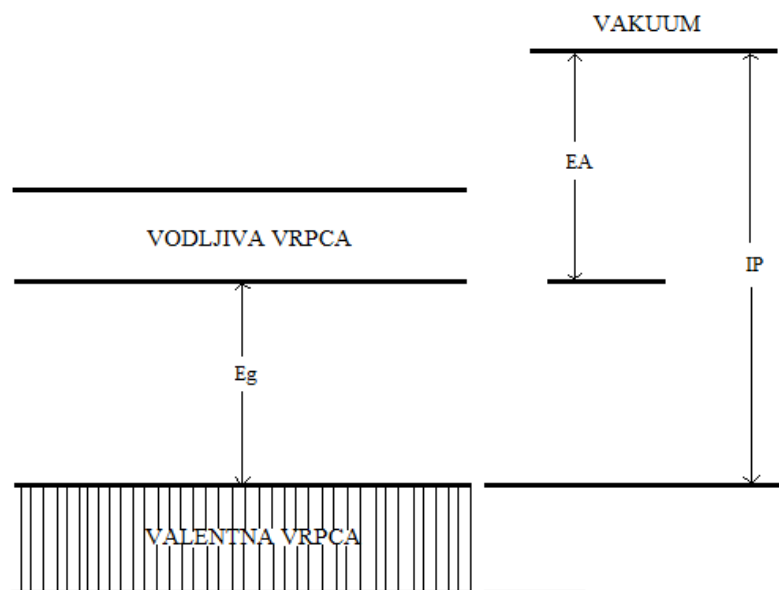 VAKUUM
EA
VODLJIVA VRPCA
IP
Eg
VALENTNA VRPCA